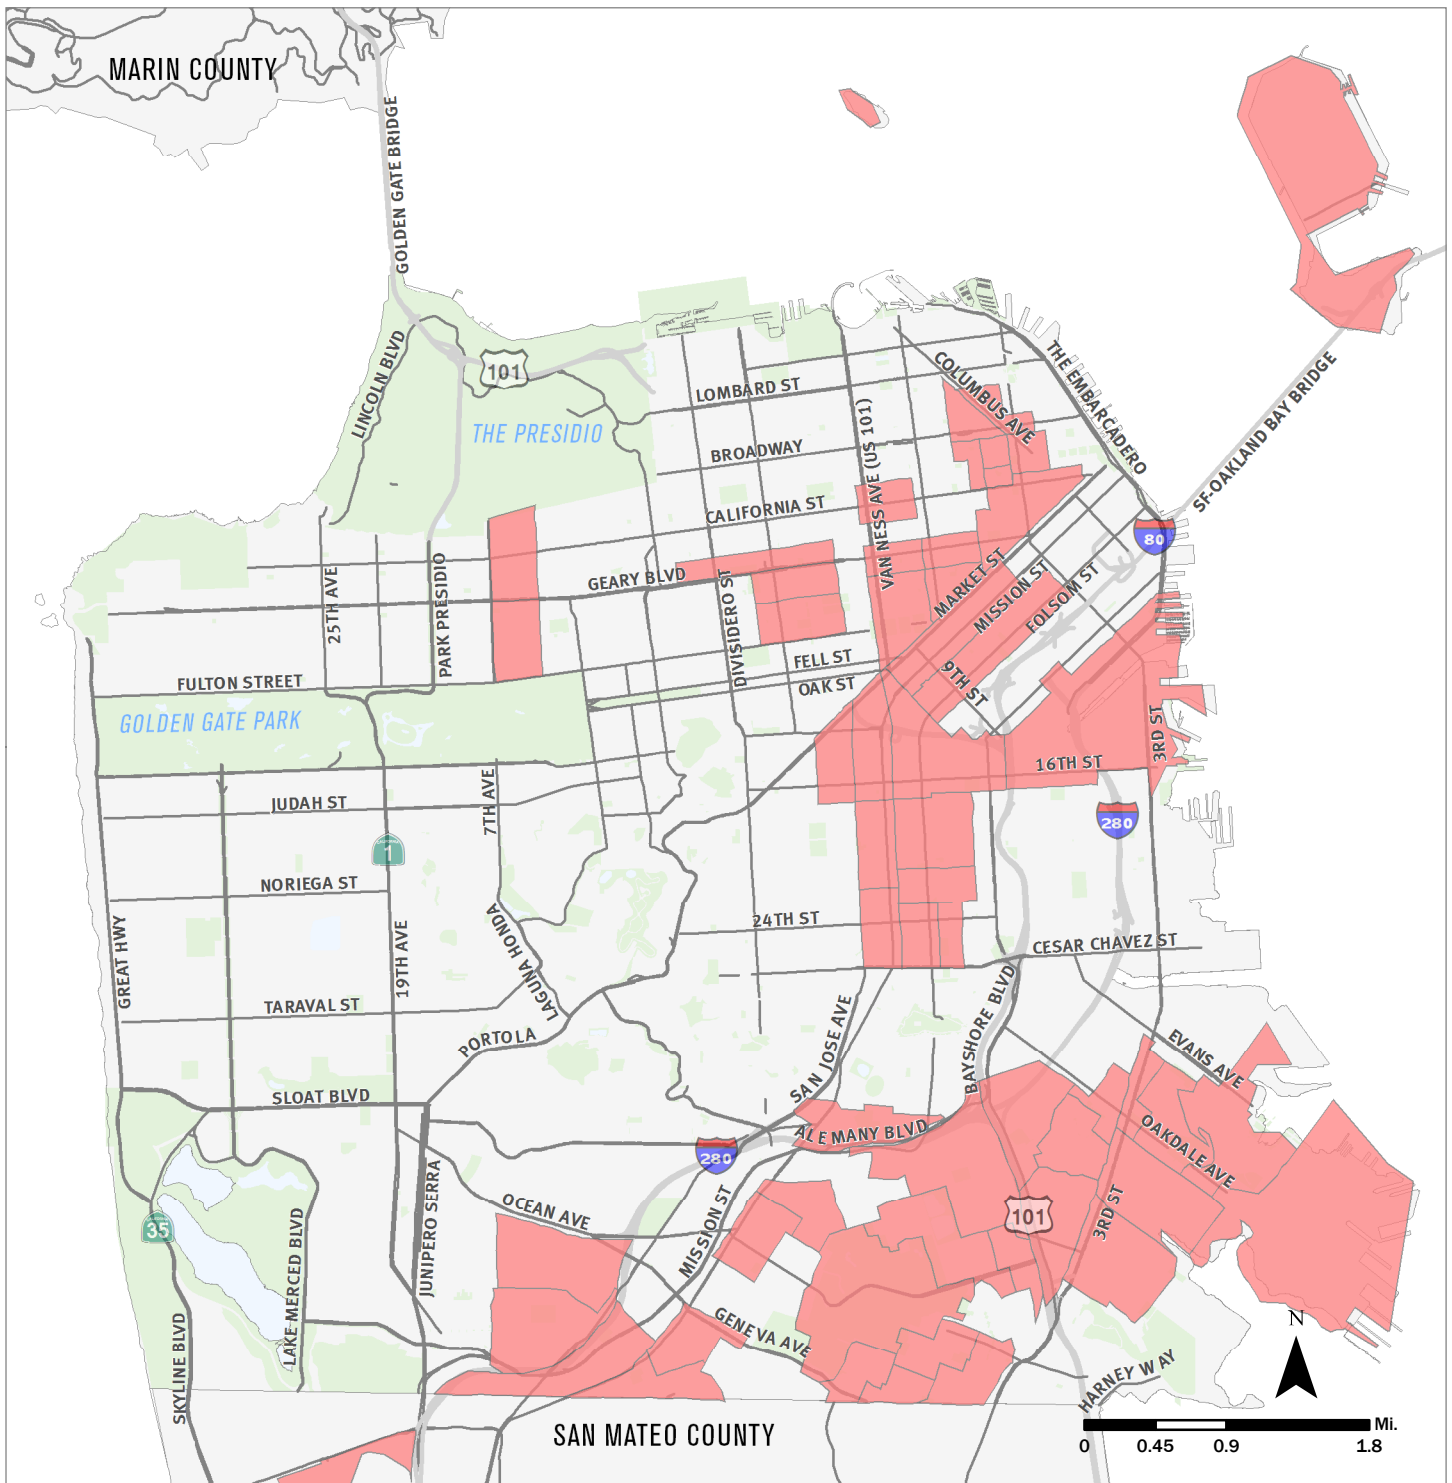 MARIN COUNTY
GOLDEN GATE BRIDGE
LINCOLN BLVD
101
THE PRESIDIO
LOMBARD ST
BROADWAY
CALIFORNIA ST
COLUMBUS AVE
THE EMBARCADERO
VAN NESS AVE (US 101)
SF-OAKLAND BAY BRIDGE
80
25TH AVE
PARK PRESIDIO
GEARY BLVD
DIVISIDERO ST
MARKET ST
MISSION ST
FOLSOM ST
FULTON STREET
FELL ST
OAK ST
9TH ST
GOLDEN GATE PARK
3RD ST
16TH ST
JUDAH ST
7TH AVE
280
1
NORIEGA ST
24TH ST
CESAR CHAVEZ ST
GREAT HWY
19TH AVE
LAGUNA HONDA
TARAVAL ST
PORTOLA
SAN JOSE AVE
BAYSHORE BLVD
EVANS AVE
SLOAT BLVD
ALEMANY BLVD
OAKDALE AVE
280
JUNIPERO SERRA
OCEAN AVE
MISSION ST
101
3RD ST
35
LAKE MERCED BLVD
SKYLINE BLVD
GENEVA AVE
HARNEY WAY
N
SAN MATEO COUNTY
Mi.
0 0.45 0.9 1.8